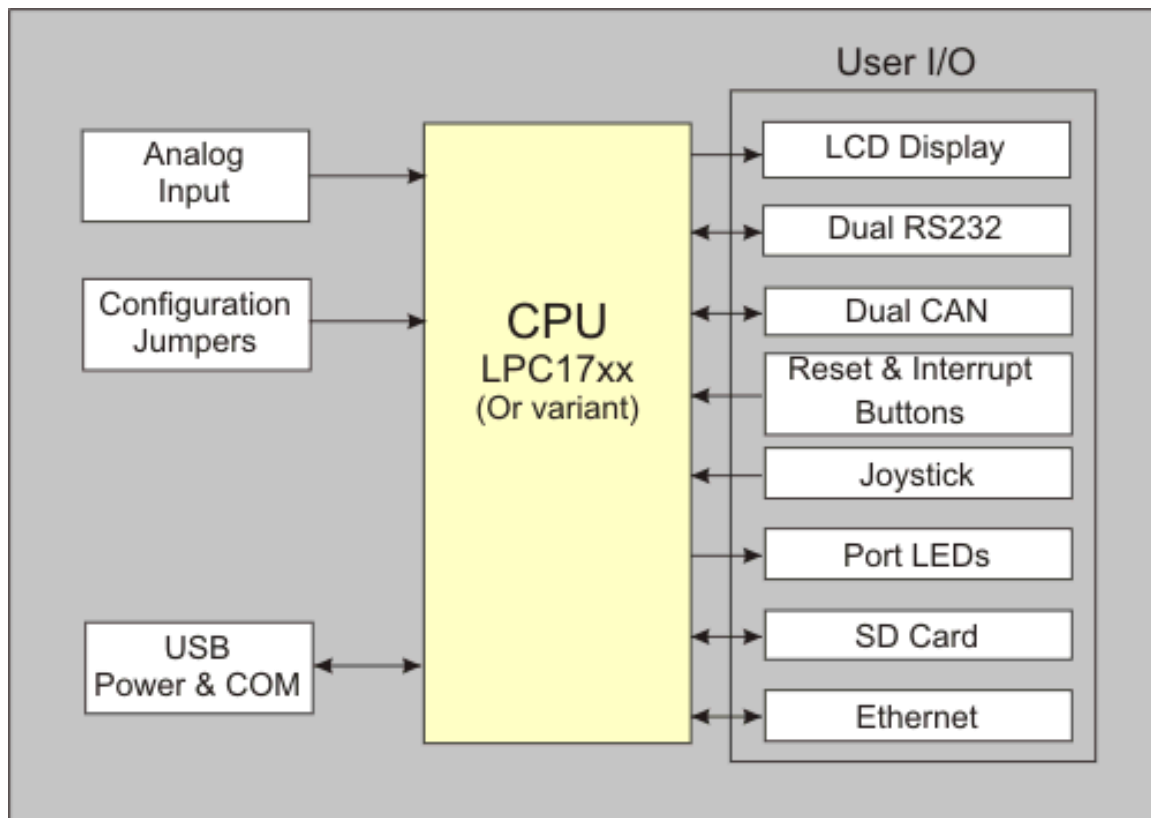 User I/O
Analog
Input
Configuration
Jumpers
USB
Power & COM
CPU
LPC17xx
(Or variant)
LCD Display
Dual RS232
Dual CAN
Reset & Interrupt
Buttons
Joystick
Port LEDs
SD Card
Ethernet